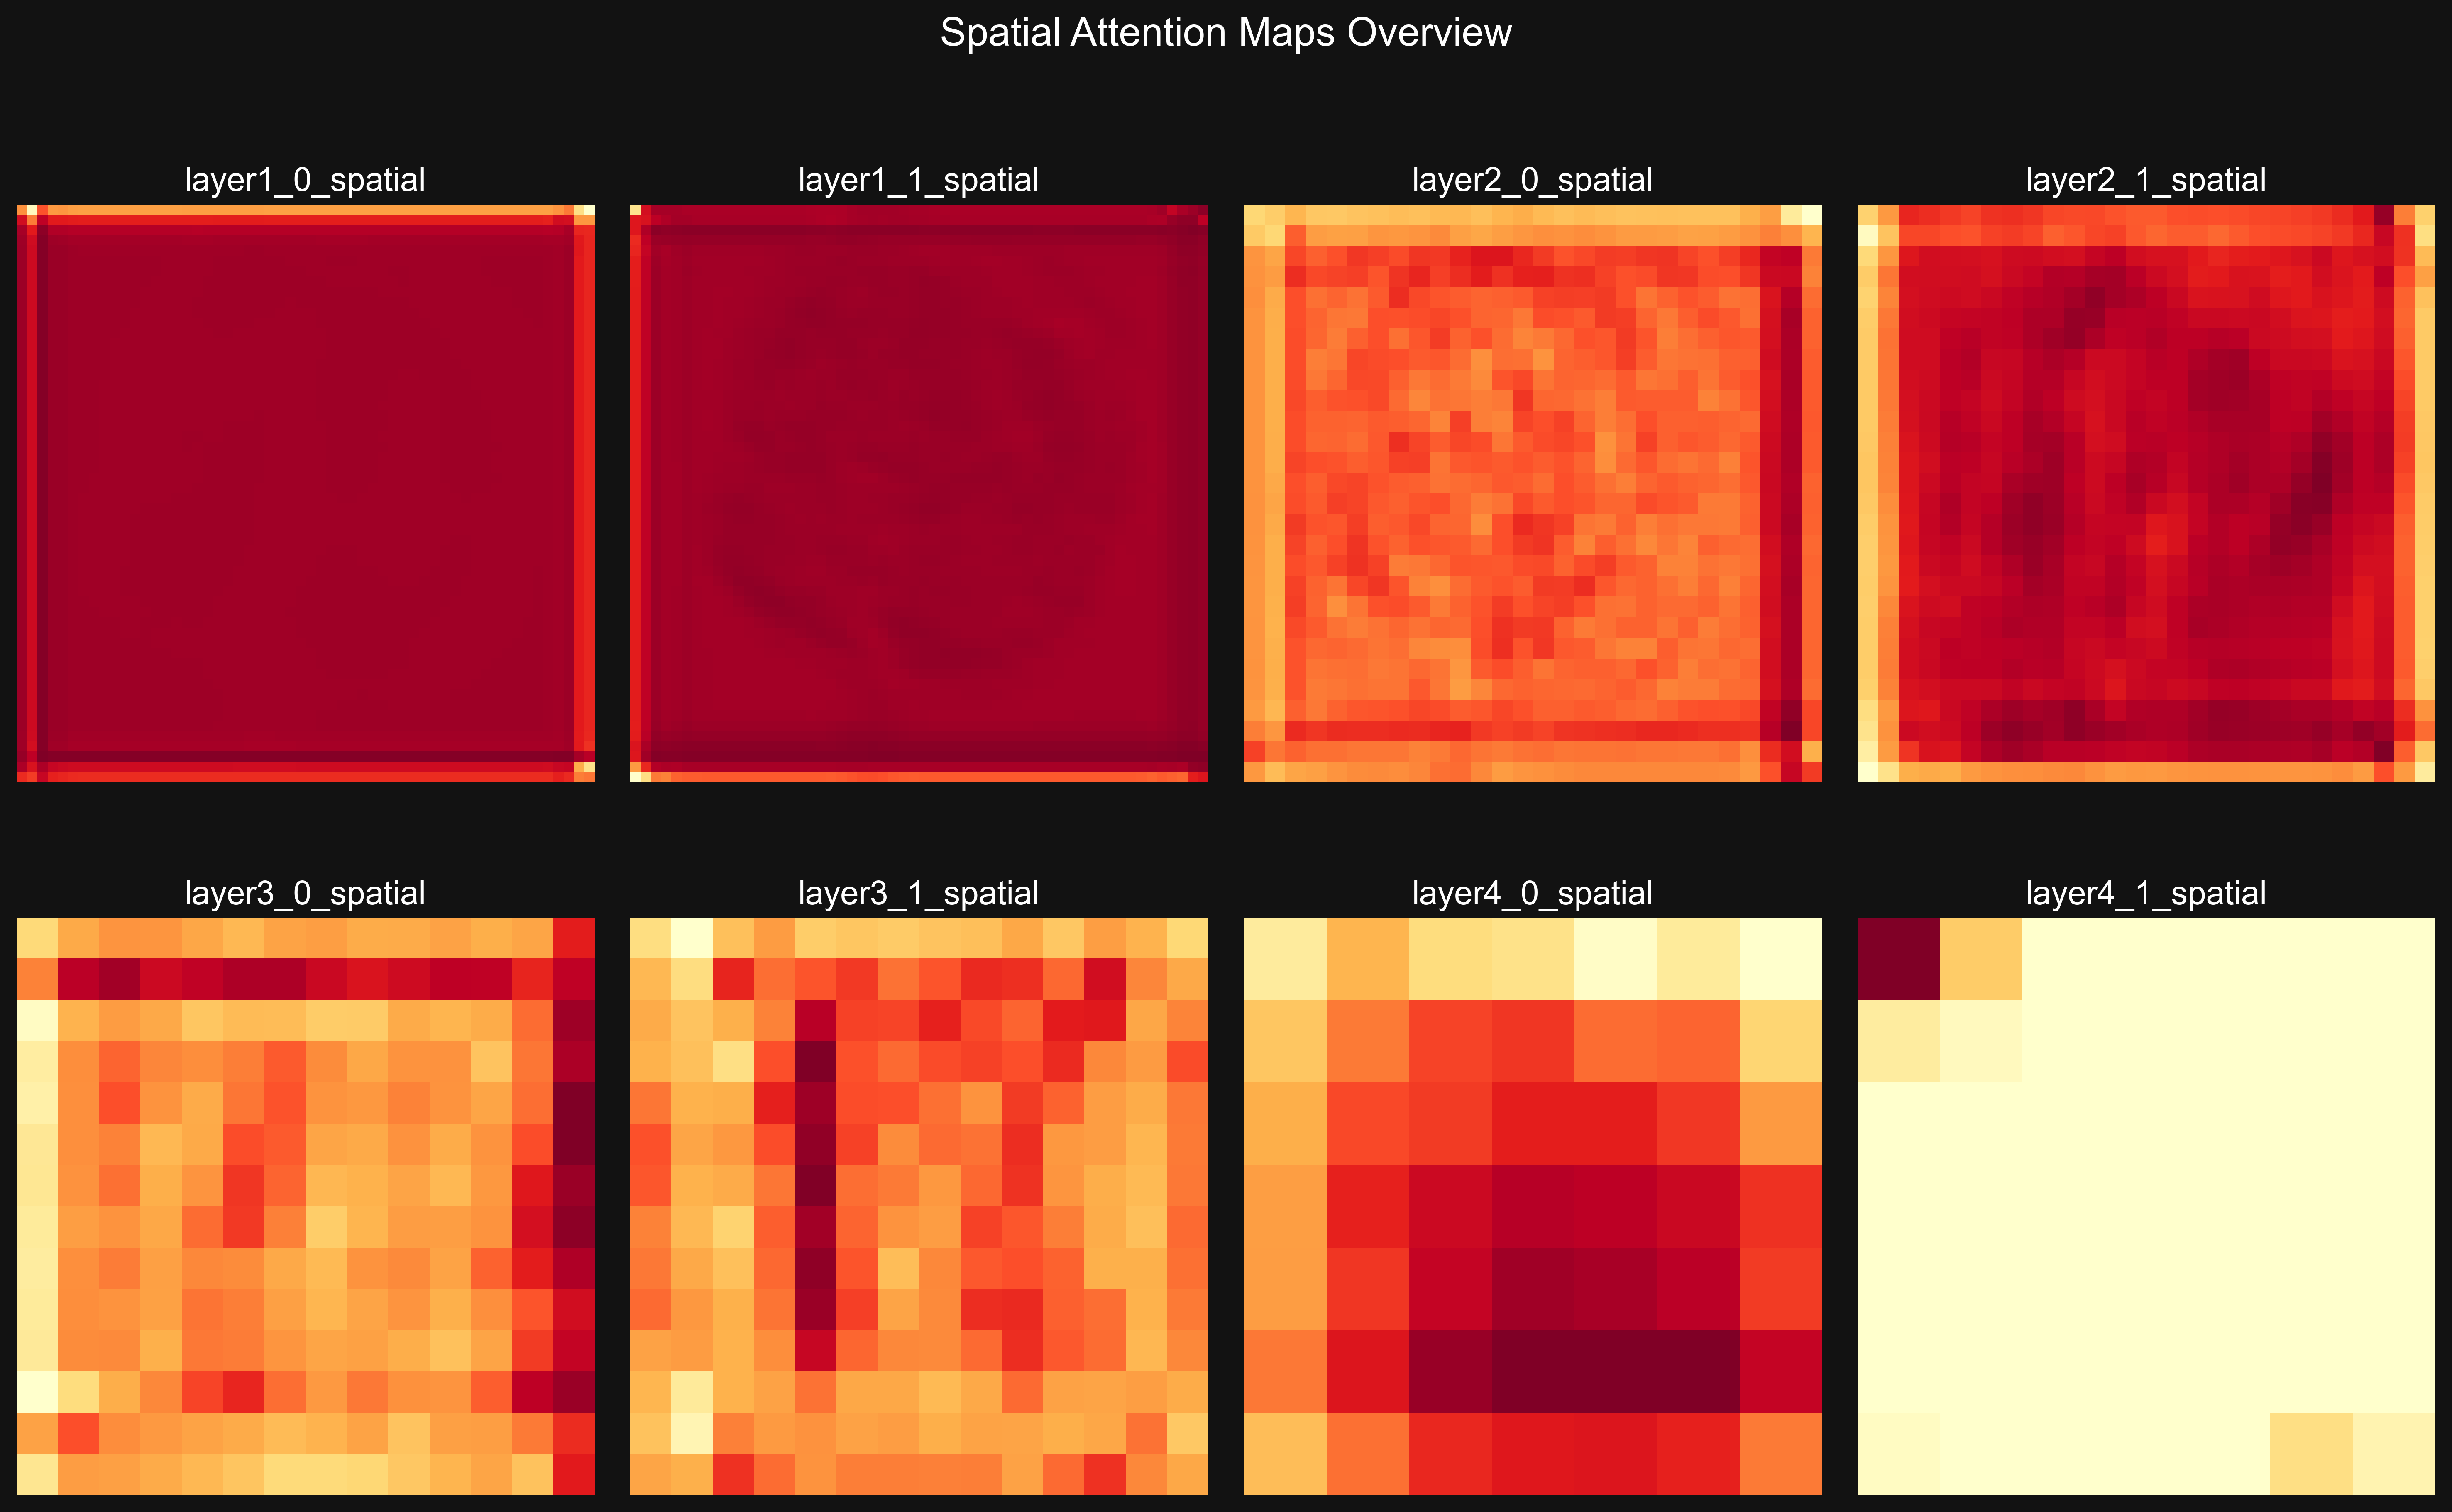 Spatial Attention Maps Overview
layer1_0_spatial
layer1_1_spatial
layer2_0_spatial
layer2_1_spatial
layer3_0_spatial
layer3_1_spatial
layer4_0_spatial
layer4_1_spatial